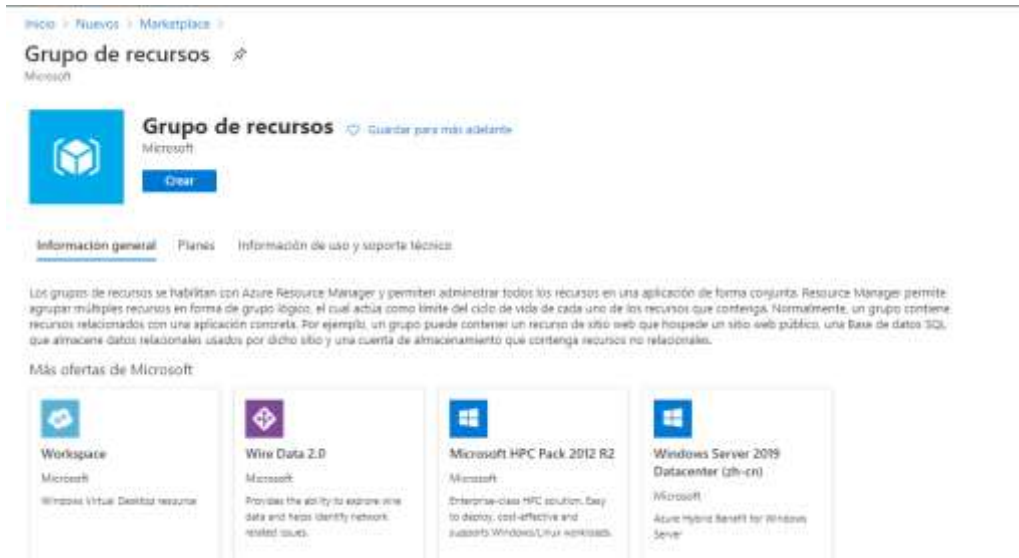 Inicio > Nuevos > Marketplace >
Grupo de recursos
Microsoft
Grupo de recursos
Guardar para más adelante
Microsoft
Crear
Información general Planes Información de uso y soporte técnico
Los grupos de recursos se habilitan con Azure Resource Manager y permiten administrar todos los recursos en una aplicación de forma conjunta. Resource Manager permite
agrupar múltiples recursos en forma de grupo lógico, el cual actúa como límite del ciclo de vida de cada uno de los recursos que contenga. Normalmente, un grupo contiene
recursos relacionados con una aplicación concreta. Por ejemplo, un grupo puede contener un recurso de sitio web que hospede un sitio web público, una Base de datos SQL
que almacene datos relacionales usados por dicho sitio y una cuenta de almacenamiento que contenga recursos no relacionales.
Más ofertas de Microsoft
Workspace
Microsoft
Windows Virtual Desktop resource
Wire Data 2.0
Microsoft
Provides the ability to explore wire
data and helps identify network
related issues.
Microsoft HPC Pack 2012 R2
Microsoft
Enterprise-class HPC solution. Easy
to deploy, cost-effective and
supports Windows/Linux workloads.
Windows Server 2019
Datacenter (zh-cn)
Microsoft
Azure Hybrid Benefit for Windows
Server